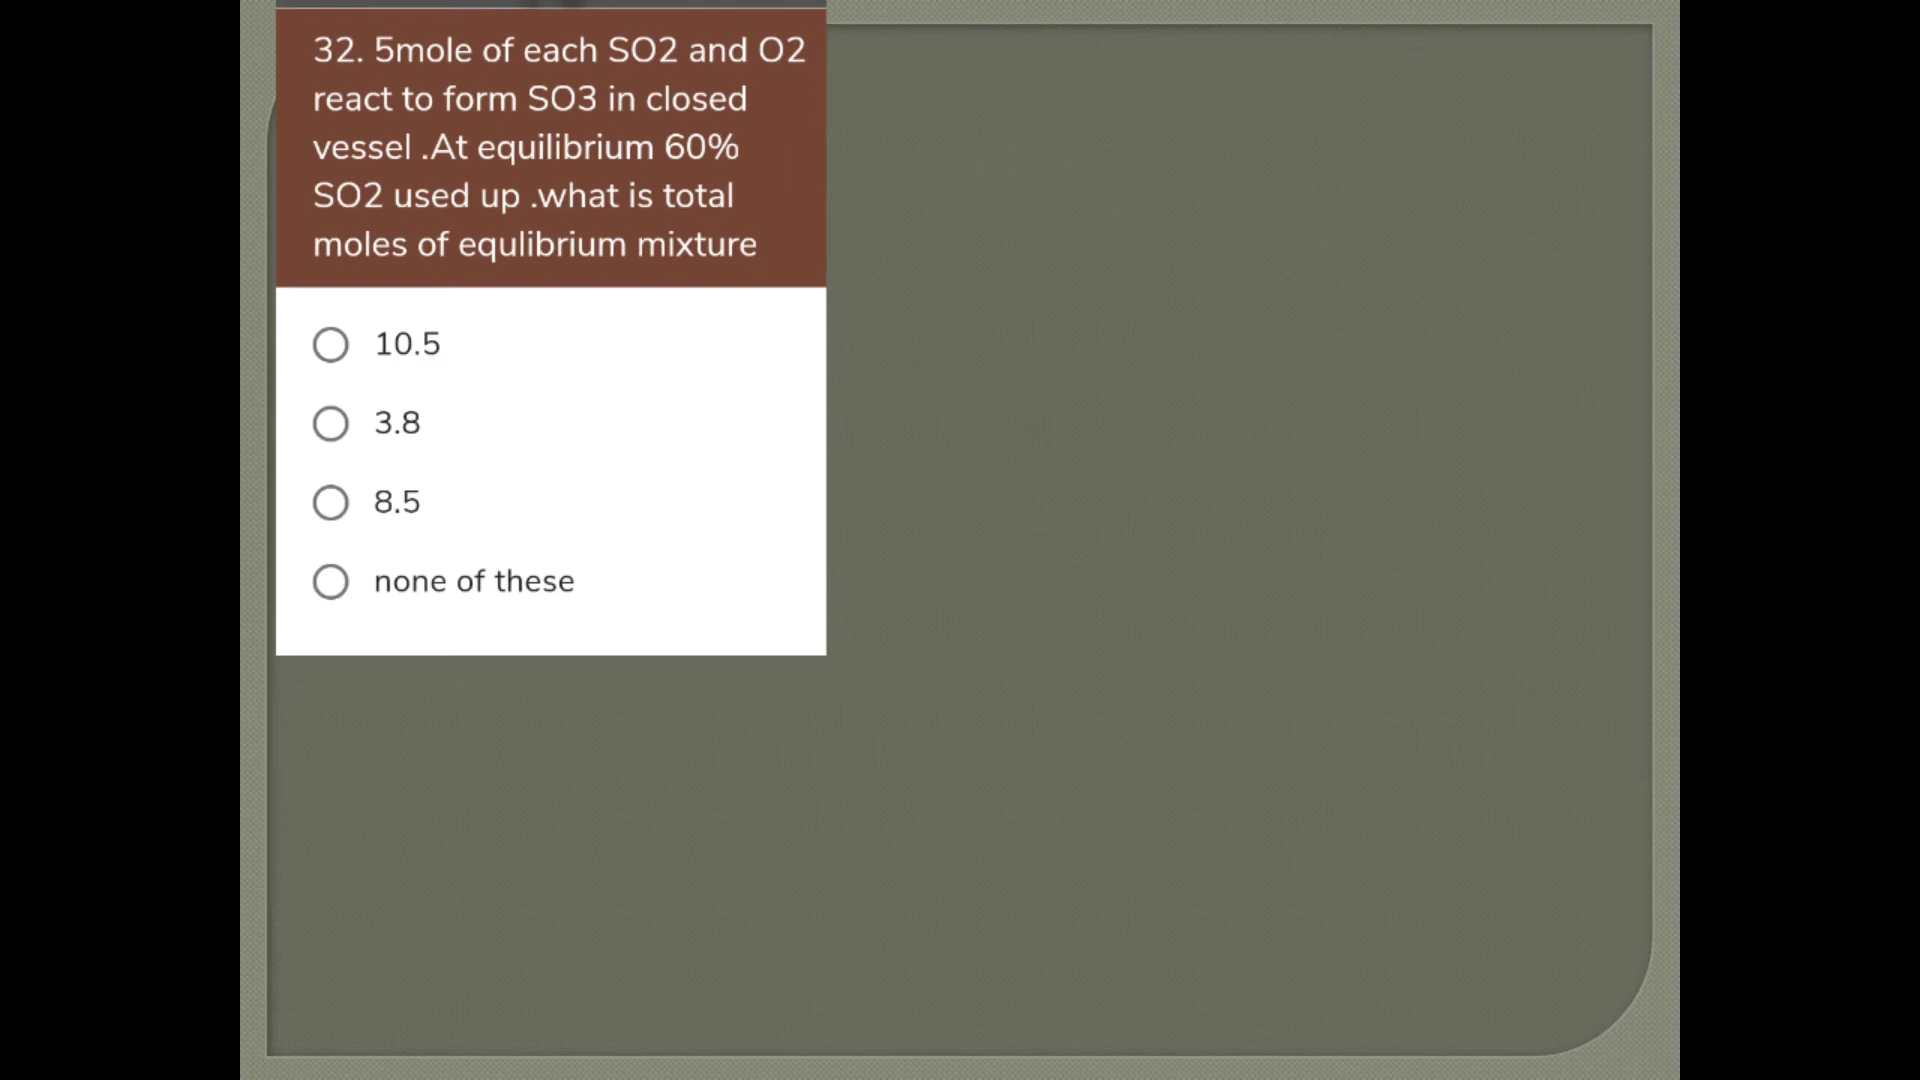 32. 5mole of each SO2 and O2
react to form SO3 in closed
vessel .At equilibrium 60%
SO2 used up .what is total
moles of equlibrium mixture
10.5
3.8
8.5
none of these